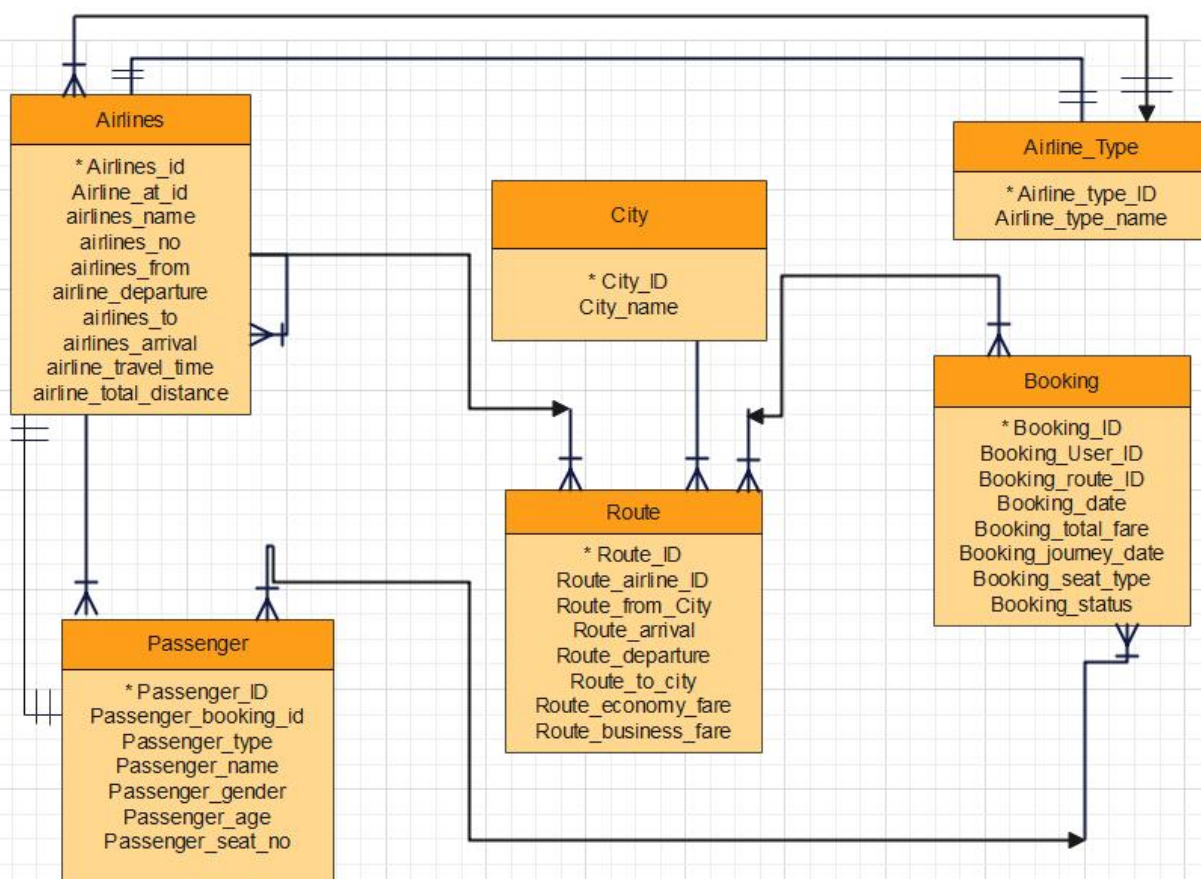 Airlines
* Airlines_id
Airline_at_id
airlines_name
airlines_no
airlines_from
airline_departure
airlines_to
airlines_arrival
airline_travel_time
airline_total_distance
Airline_Type
* Airline_type_ID
Airline_type_name
City
* City_ID
City_name
Booking
* Booking_ID
Booking_User_ID
Booking_route_ID
Booking_date
Booking_total_fare
Booking_journey_date
Booking_seat_type
Booking_status
Route
* Route_ID
Route_airline_ID
Route_from_City
Route_arrival
Route_departure
Route_to_city
Route_economy_fare
Route_business_fare
Passenger
* Passenger_ID
Passenger_booking_id
Passenger_type
Passenger_name
Passenger_gender
Passenger_age
Passenger_seat_no